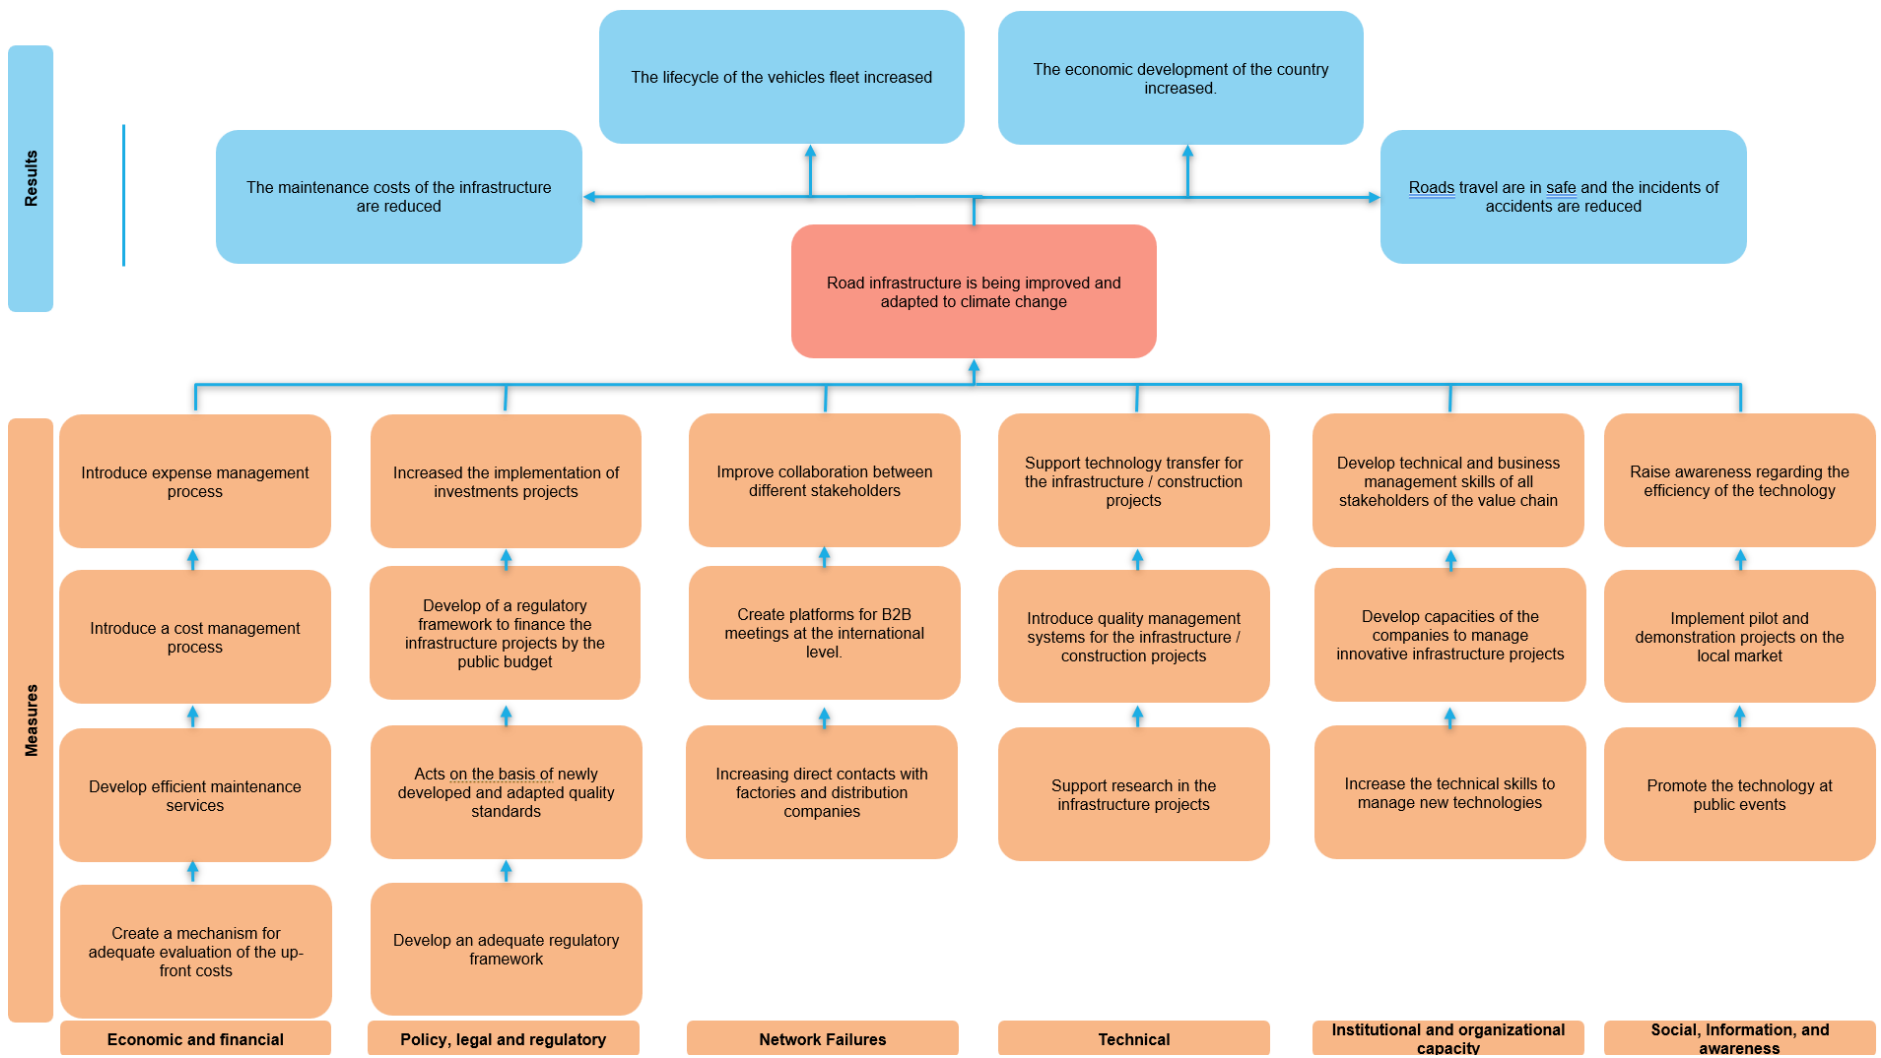 Results
The lifecycle of the vehicles fleet increased
The economic development of the country
increased.
The maintenance costs of the infrastructure
are reduced
Roads travel are in safe and the incidents of
accidents are reduced
Road infrastructure is being improved and
adapted to climate change
Measures
Introduce expense management
process
Increased the implementation of
investments projects
Improve collaboration between
different stakeholders
Support technology transfer for
the infrastructure / construction
projects
Develop technical and business
management skills of all
stakeholders of the value chain
Raise awareness regarding the
efficiency of the technology
Introduce a cost management
process
Develop of a regulatory
framework to finance the
infrastructure projects by the
public budget
Create platforms for B2B
meetings at the international
level.
Introduce quality management
systems for the infrastructure /
construction projects
Develop capacities of the
companies to manage
innovative infrastructure projects
Implement pilot and
demonstration projects on the
local market
Develop efficient maintenance
services
Acts on the basis of newly
developed and adapted quality
standards
Increasing direct contacts with
factories and distribution
companies
Support research in the
infrastructure projects
Increase the technical skills to
manage new technologies
Promote the technology at
public events
Create a mechanism for
adequate evaluation of the up-
front costs
Develop an adequate regulatory
framework
Economic and financial
Policy, legal and regulatory
Network Failures
Technical
Institutional and organizational
capacity
Social, Information, and
awareness